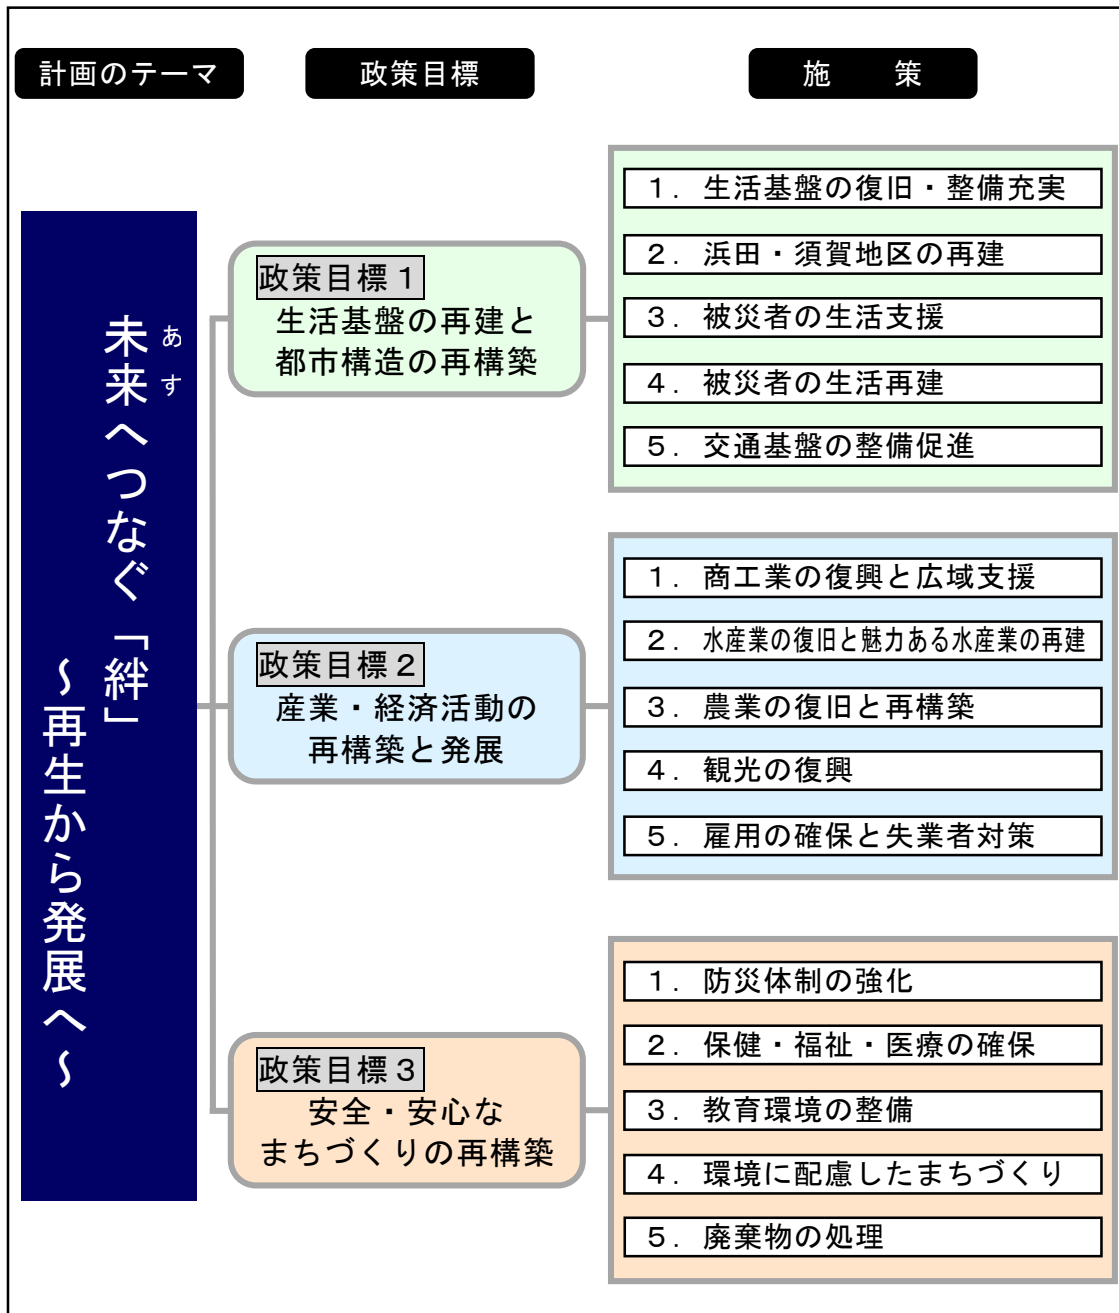 計画のテーマ
政策目標
施　策
未来へつなぐ「絆」
あす
～再生から発展へ～
政策目標１
生活基盤の再建と
都市構造の再構築
１．生活基盤の復旧・整備充実
２．浜田・須賀地区の再建
３．被災者の生活支援
４．被災者の生活再建
５．交通基盤の整備促進
政策目標２
産業・経済活動の
再構築と発展
１．商工業の復興と広域支援
２．水産業の復旧と魅力ある水産業の再建
３．農業の復旧と再構築
４．観光の復興
５．雇用の確保と失業者対策
政策目標３
安全・安心な
まちづくりの再構築
１．防災体制の強化
２．保健・福祉・医療の確保
３．教育環境の整備
４．環境に配慮したまちづくり
５．廃棄物の処理